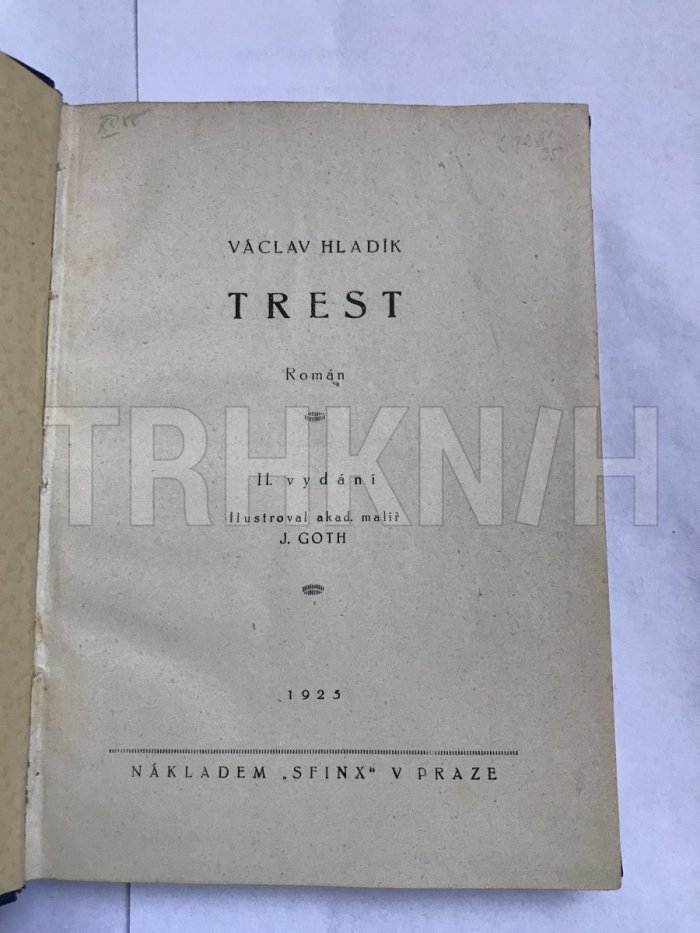 VÁCLAV HLADÍK
TREST
Román
TRHKNIH
II. vydání
Ilustroval akad. malíř
J. GOTH
1925
NÁKLADEM „SFINX“ V PRAZE